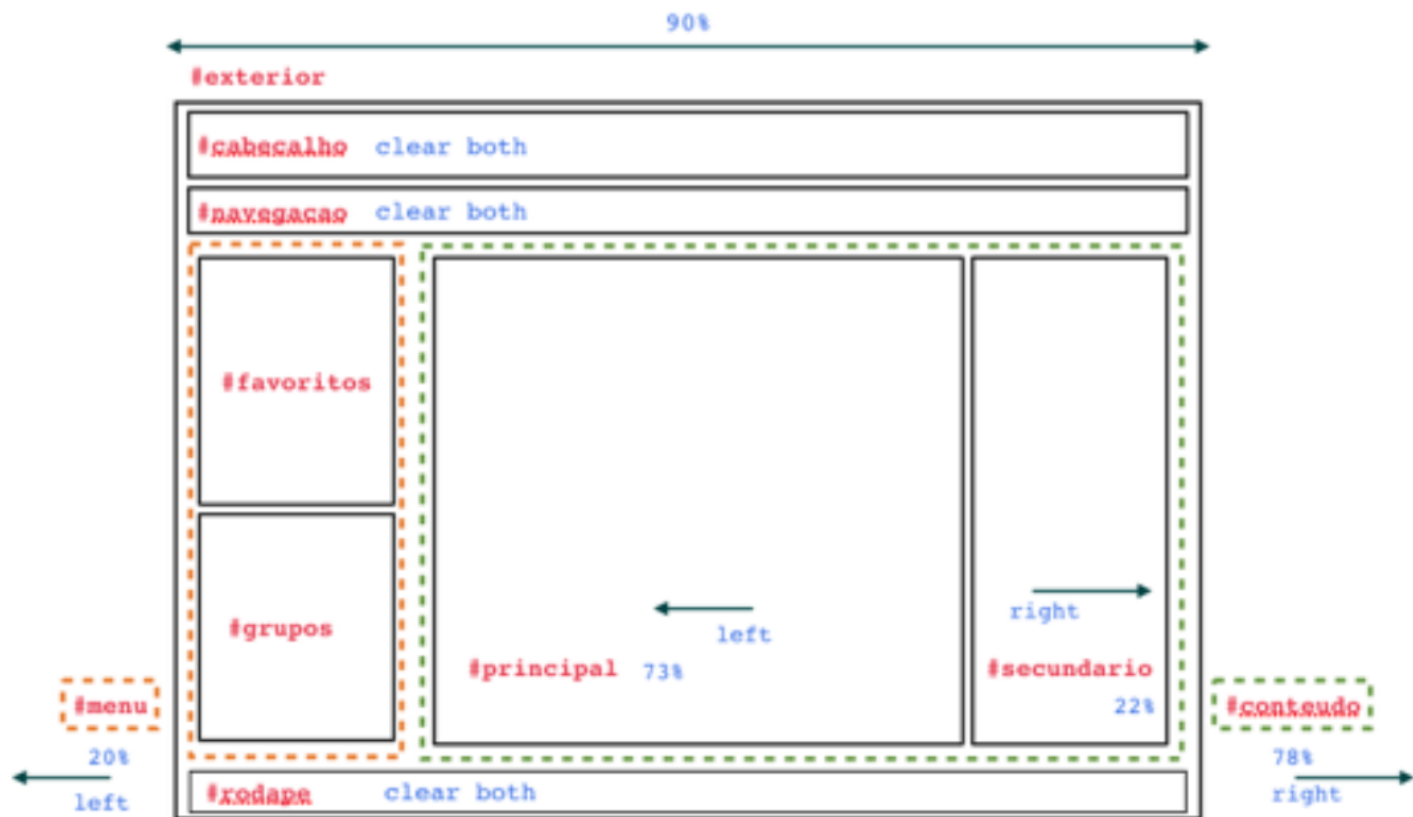 90%
#exterior
#cabecalho clear both
#navegacao clear both
#favoritos
#grupos
left
right
#principal 73%
#secundario
22%
#menu
20%
left
#conteudo
78%
right
#rodape clear both